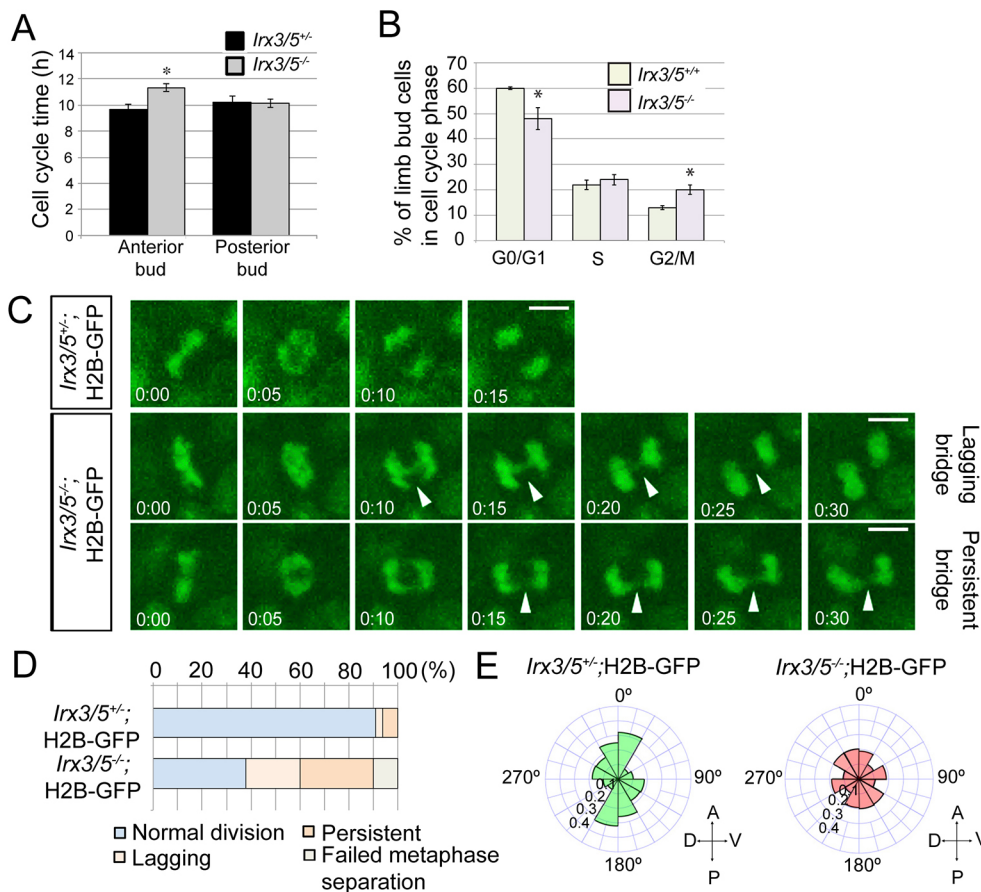 A
Irx3/5+/-
Irx3/5-/-
Cell cycle time (h)
14
12
10
8
6
4
2
0
*
Anterior bud
Posterior bud
B
% of limb bud cells in cell cycle phase
70
60
50
40
30
20
10
0
Irx3/5+/+
Irx3/5-/-
*
*
G0/G1
S
G2/M
C
Irx3/5+/-; H2B-GFP
0:00
0:05
0:10
0:15
Irx3/5-/-; H2B-GFP
0:00
0:05
0:10
0:15
0:20
0:25
0:30
Lagging bridge
0:00
0:05
0:10
0:15
0:20
0:25
0:30
Persistent bridge
D
0 20 40 60 80 100 (%)
Irx3/5+/-;
H2B-GFP
Irx3/5-/-;
H2B-GFP
Normal division
Lagging
Persistent
Failed metaphase
separation
E
Irx3/5+/-;H2B-GFP
0º
90º
180º
270º
0.1
0.2
0.3
0.4
A
D
V
P
Irx3/5-/-;H2B-GFP
0º
90º
180º
270º
0.1
0.2
0.3
0.4
A
D
V
P